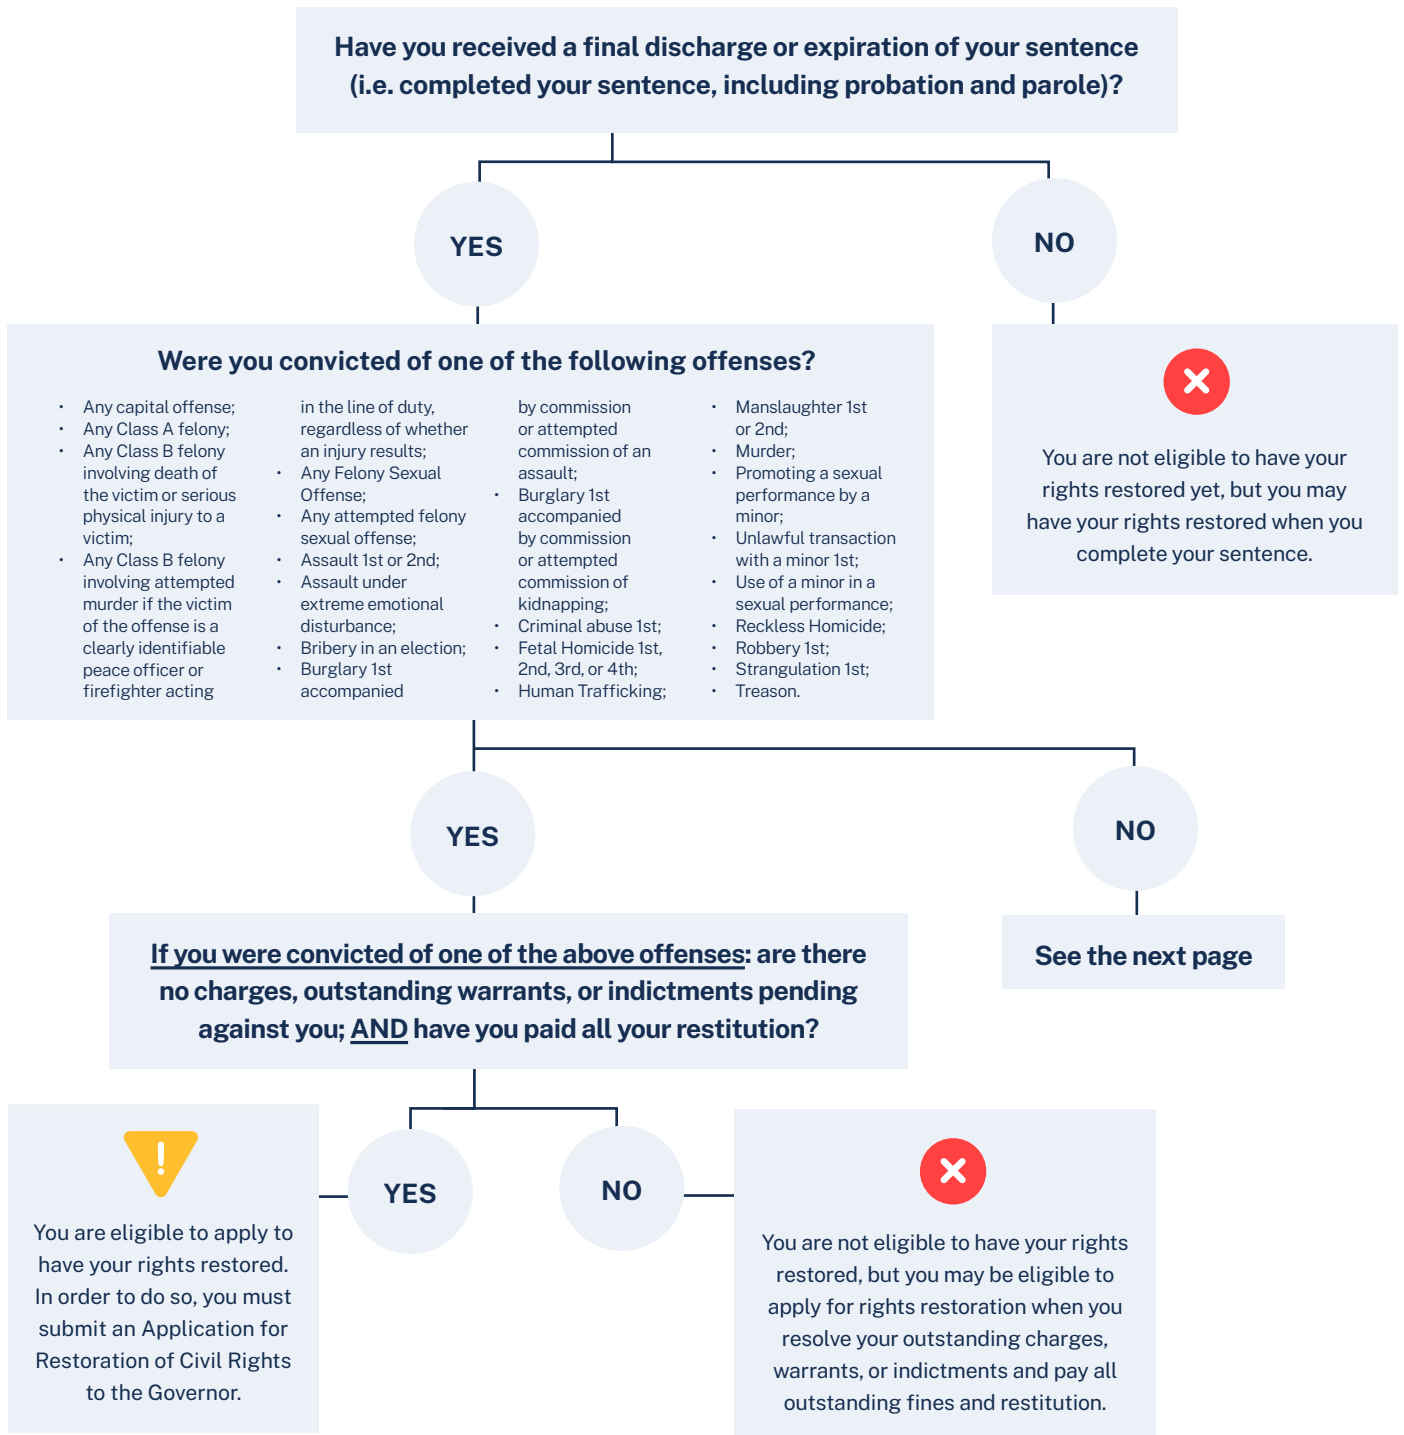 Have you received a final discharge or expiration of your sentence
(i.e. completed your sentence, including probation and parole)?
YES
NO
Were you convicted of one of the following offenses?
• Any capital offense;
• Any Class A felony;
• Any Class B felony
involving death of
the victim or serious
physical injury to a
victim;
• Any Class B felony
involving attempted
murder if the victim
of the offense is a
clearly identifiable
peace officer or
firefighter acting
in the line of duty,
regardless of whether
an injury results;
• Any Felony Sexual
Offense;
• Any attempted felony
sexual offense;
• Assault 1st or 2nd;
• Assault under
extreme emotional
disturbance;
• Bribery in an election;
• Burglary 1st
accompanied
by commission
or attempted
commission of an
assault;
• Burglary 1st
accompanied
by commission
or attempted
commission of
kidnapping;
• Criminal abuse 1st;
• Fetal Homicide 1st,
2nd, 3rd, or 4th;
• Human Trafficking;
• Manslaughter 1st
or 2nd;
• Murder;
• Promoting a sexual
performance by a
minor;
• Unlawful transaction
with a minor 1st;
• Use of a minor in a
sexual performance;
• Reckless Homicide;
• Robbery 1st;
• Strangulation 1st;
• Treason.
You are not eligible to have your
rights restored yet, but you may
have your rights restored when you
complete your sentence.
YES
NO
If you were convicted of one of the above offenses: are there
no charges, outstanding warrants, or indictments pending
against you; AND have you paid all your restitution?
See the next page
YES
NO
You are eligible to apply to
have your rights restored.
In order to do so, you must
submit an Application for
Restoration of Civil Rights
to the Governor.
You are not eligible to have your rights
restored, but you may be eligible to
apply for rights restoration when you
resolve your outstanding charges,
warrants, or indictments and pay all
outstanding fines and restitution.